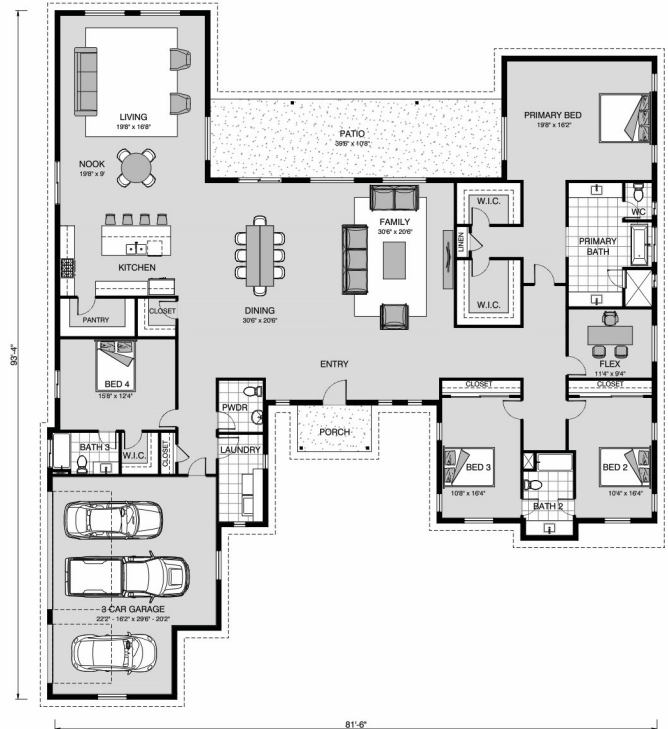 LIVING
19'8" x 16'8"
PRIMARY BED
19'8" x 16'2"
PATIO
39'6" x 10'8"
NOOK
19'8" x 9'
W.I.C.
FAMILY
30'6" x 20'6"
WC
LINEN
PRIMARY
BATH
KITCHEN
W.I.C.
PANTRY
CLOSET
DINING
30'6" x 20'6"
93'-4"
ENTRY
FLEX
11'4" x 9'4"
BED 4
15'8" x 12'4"
CLOSET
CLOSET
PWDR
PORCH
BATH 3
W.I.C.
CLOSET
LAUNDRY
BED 3
10'8" x 16'4"
BED 2
10'4" x 16'4"
BATH 2
3 CAR GARAGE
22'2" - 16'2" x 29'6" - 20'2"
81'-6"